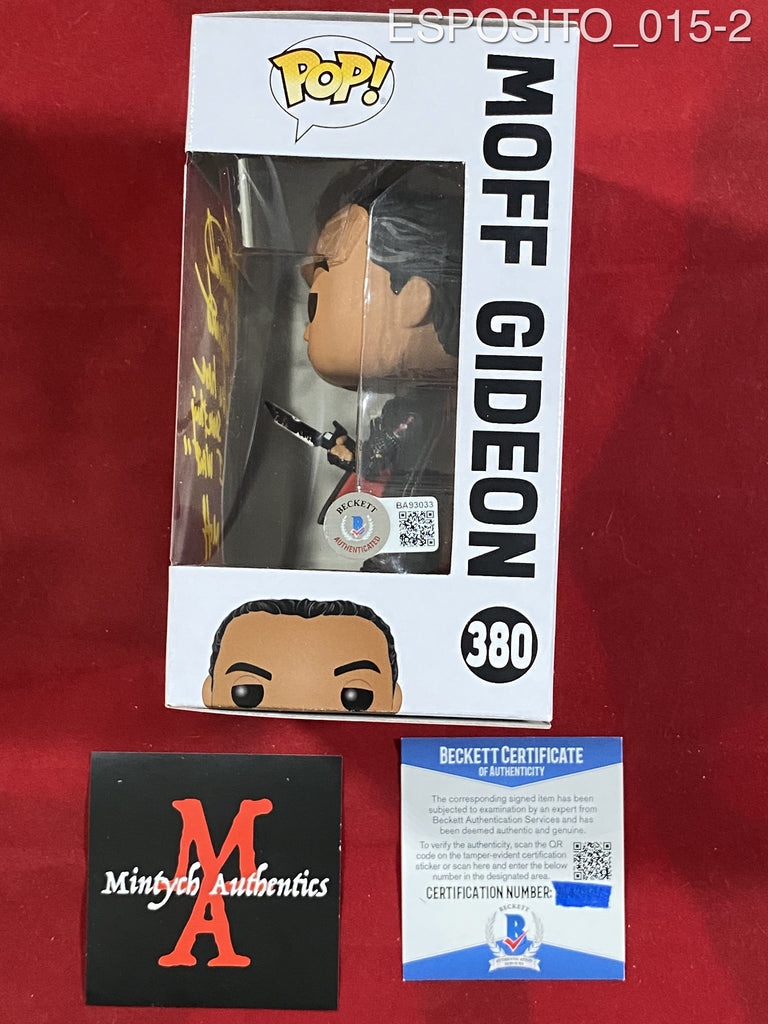 ESPOSITO_015-2
POP!
MOFF GIDEON
380
BECKETT
B
AUTHENTICATED
BA93033
MA
Mintych Authentics
BECKETT CERTIFICATE
OF AUTHENTICITY
The corresponding signed item has been
subjected to examination by an expert from
Beckett Authentication Services and has
been deemed authentic and genuine.
To verify the authenticity, scan the QR
code on the tamper-evident certification
sticker or scan here and enter the below
number in the designated area.
CERTIFICATION NUMBER:
BECKETT
B